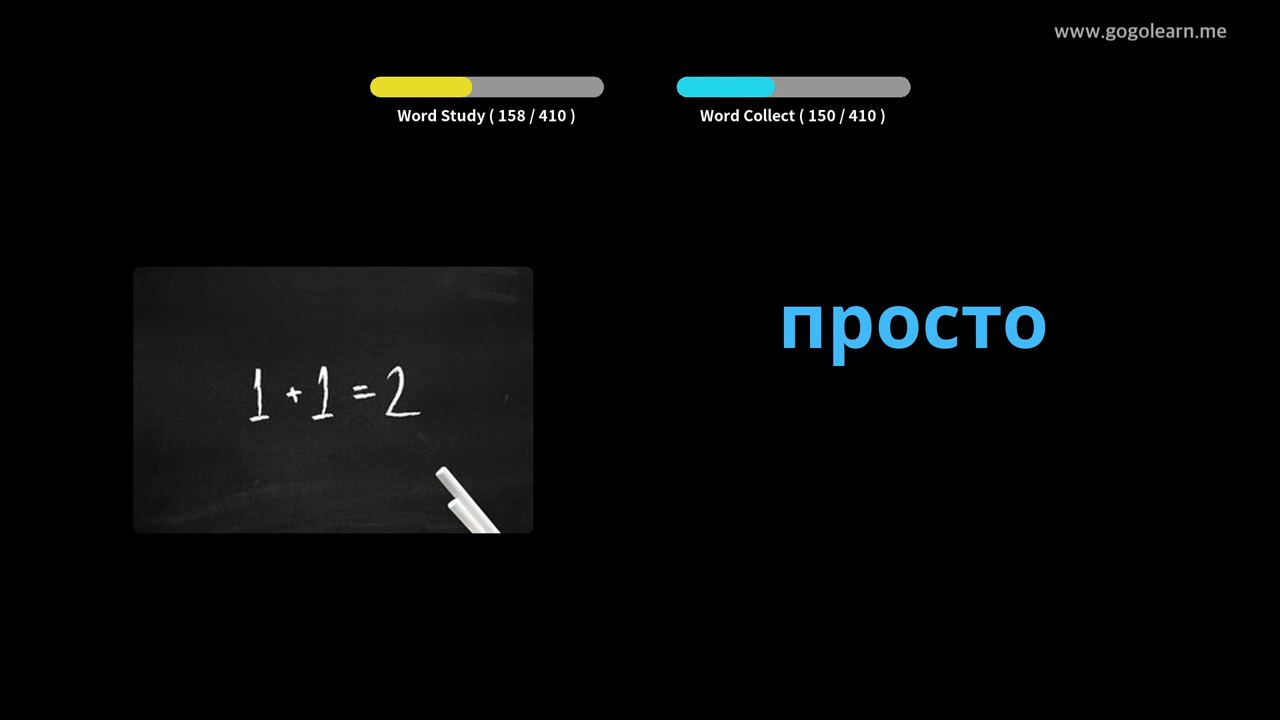 www.gogolearn.me
Word Study ( 158 / 410 )
Word Collect ( 150 / 410 )
1 + 1 = 2
просто